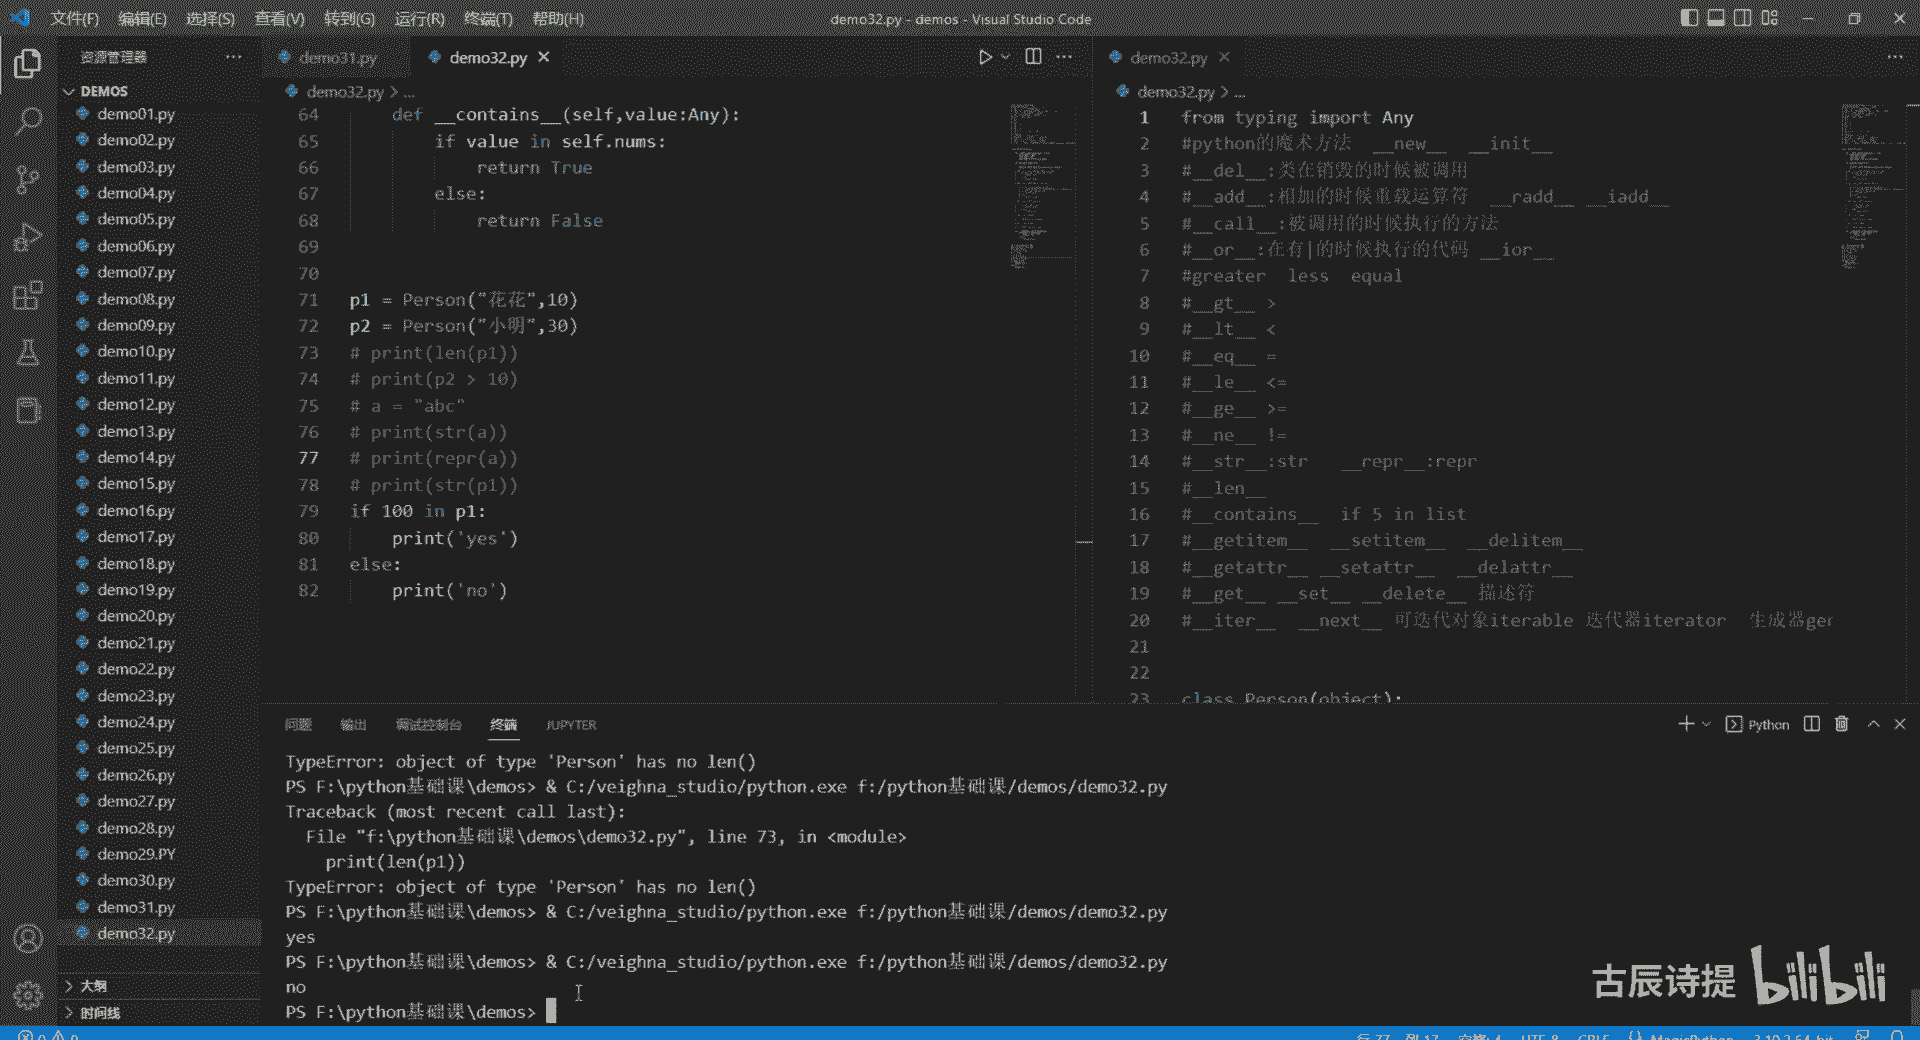 文件(F) 编辑(E) 选择(S) 查看(V) 转到(G) 运行(R) 终端(T) 帮助(H)
demo32.py - demos - Visual Studio Code
资源管理器
DEMOS
demo01.py
demo02.py
demo03.py
demo04.py
demo05.py
demo06.py
demo07.py
demo08.py
demo09.py
demo10.py
demo11.py
demo12.py
demo13.py
demo14.py
demo15.py
demo16.py
demo17.py
demo18.py
demo19.py
demo20.py
demo21.py
demo22.py
demo23.py
demo24.py
demo25.py
demo26.py
demo27.py
demo28.py
demo29.PY
demo30.py
demo31.py
demo32.py
大纲
时间线
demo31.py demo32.py
demo32.py > ...
64 def __contains__(self,value:Any):
65 if value in self.nums:
66 return True
67 else:
68 return False
69
70
71 p1 = Person("花花",10)
72 p2 = Person("小明",30)
73 # print(len(p1))
74 # print(p2 > 10)
75 # a = "abc"
76 # print(str(a))
77 # print(repr(a))
78 # print(str(p1))
79 if 100 in p1:
80 print('yes')
81 else:
82 print('no')
demo32.py
demo32.py > ...
1 from typing import Any
2 #python的魔术方法 __new__ __init__
3 #__del__:类在销毁的时候被调用
4 #__add__:相加的时候重载运算符 __radd__ __iadd__
5 #__call__:被调用的时候执行的方法
6 #__or__:在有|的时候执行的代码 __ior__
7 #greater less equal
8 #__gt__ >
9 #__lt__ <
10 #__eq__ =
11 #__le__ <=
12 #__ge__ >=
13 #__ne__ !=
14 #__str__:str __repr__:repr
15 #__len__
16 #__contains__ if 5 in list
17 #__getitem__ __setitem__ __delitem__
18 #__getattr__ __setattr__ __delattr__
19 #__get__ __set__ __delete__ 描述符
20 #__iter__ __next__ 可迭代对象iterable 迭代器iterator 生成器ger
21
22
23 class Person(object):
问题 输出 调试控制台 终端 JUPYTER
Python
TypeError: object of type 'Person' has no len()
PS F:\python基础课\demos> & C:/veighna_studio/python.exe f:/python基础课/demos/demo32.py
Traceback (most recent call last):
File "f:\python基础课\demos\demo32.py", line 73, in <module>
print(len(p1))
TypeError: object of type 'Person' has no len()
PS F:\python基础课\demos> & C:/veighna_studio/python.exe f:/python基础课/demos/demo32.py
yes
PS F:\python基础课\demos> & C:/veighna_studio/python.exe f:/python基础课/demos/demo32.py
no
PS F:\python基础课\demos>
古辰诗提 bilibili